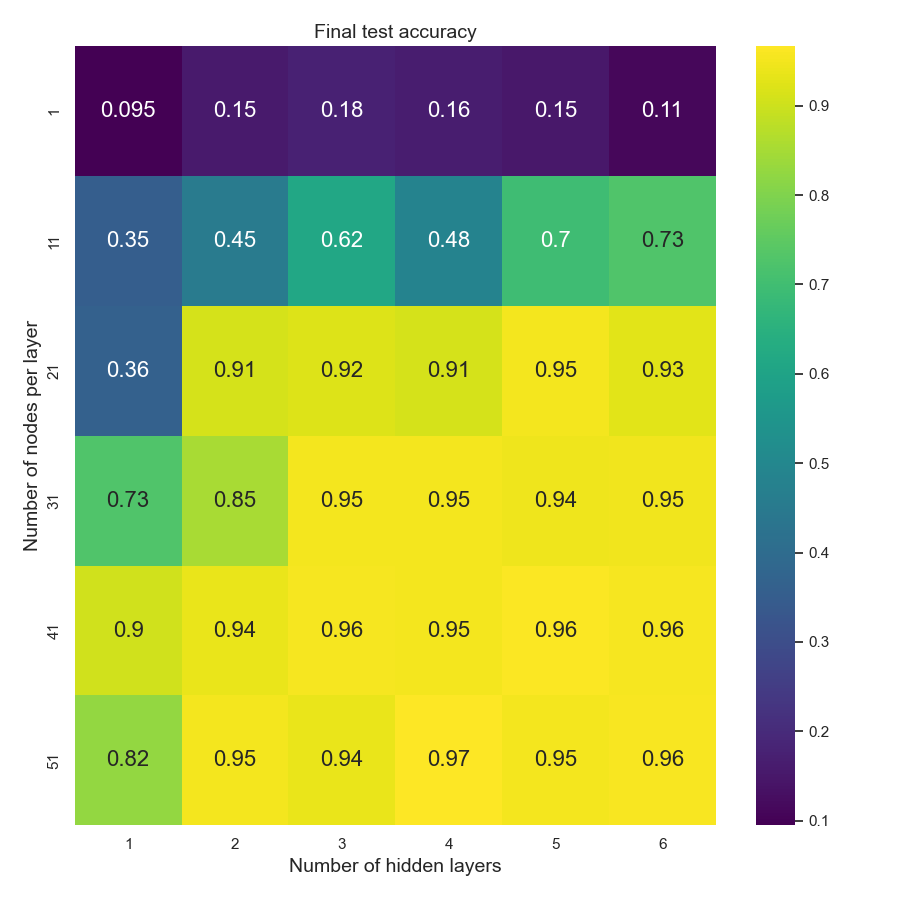 Final test accuracy
Number of nodes per layer
1 0.095 0.15 0.18 0.16 0.15 0.11
11 0.35 0.45 0.62 0.48 0.7 0.73
21 0.36 0.91 0.92 0.91 0.95 0.93
31 0.73 0.85 0.95 0.95 0.94 0.95
41 0.9 0.94 0.96 0.95 0.96 0.96
51 0.82 0.95 0.94 0.97 0.95 0.96
1 2 3 4 5 6
Number of hidden layers
0.9
0.8
0.7
0.6
0.5
0.4
0.3
0.2
0.1